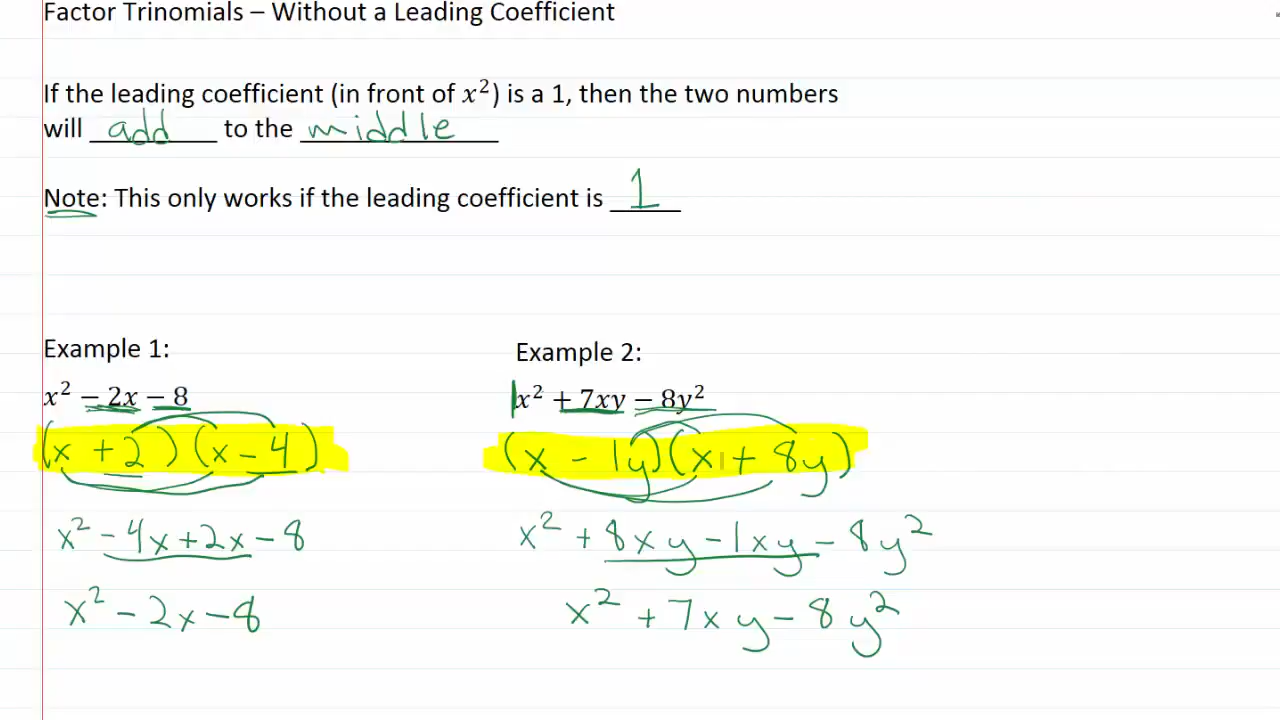 Factor Trinomials – Without a Leading Coefficient
If the leading coefficient (in front of x²) is a 1, then the two numbers
will add to the middle
Note: This only works if the leading coefficient is 1
Example 1:
x² − 2x − 8
(x + 2) (x − 4)
x² − 4x + 2x − 8
x² − 2x − 8
Example 2:
x² + 7xy − 8y²
(x − 1y)(x + 8y)
x² + 8xy − 1xy − 8y²
x² + 7xy − 8y²